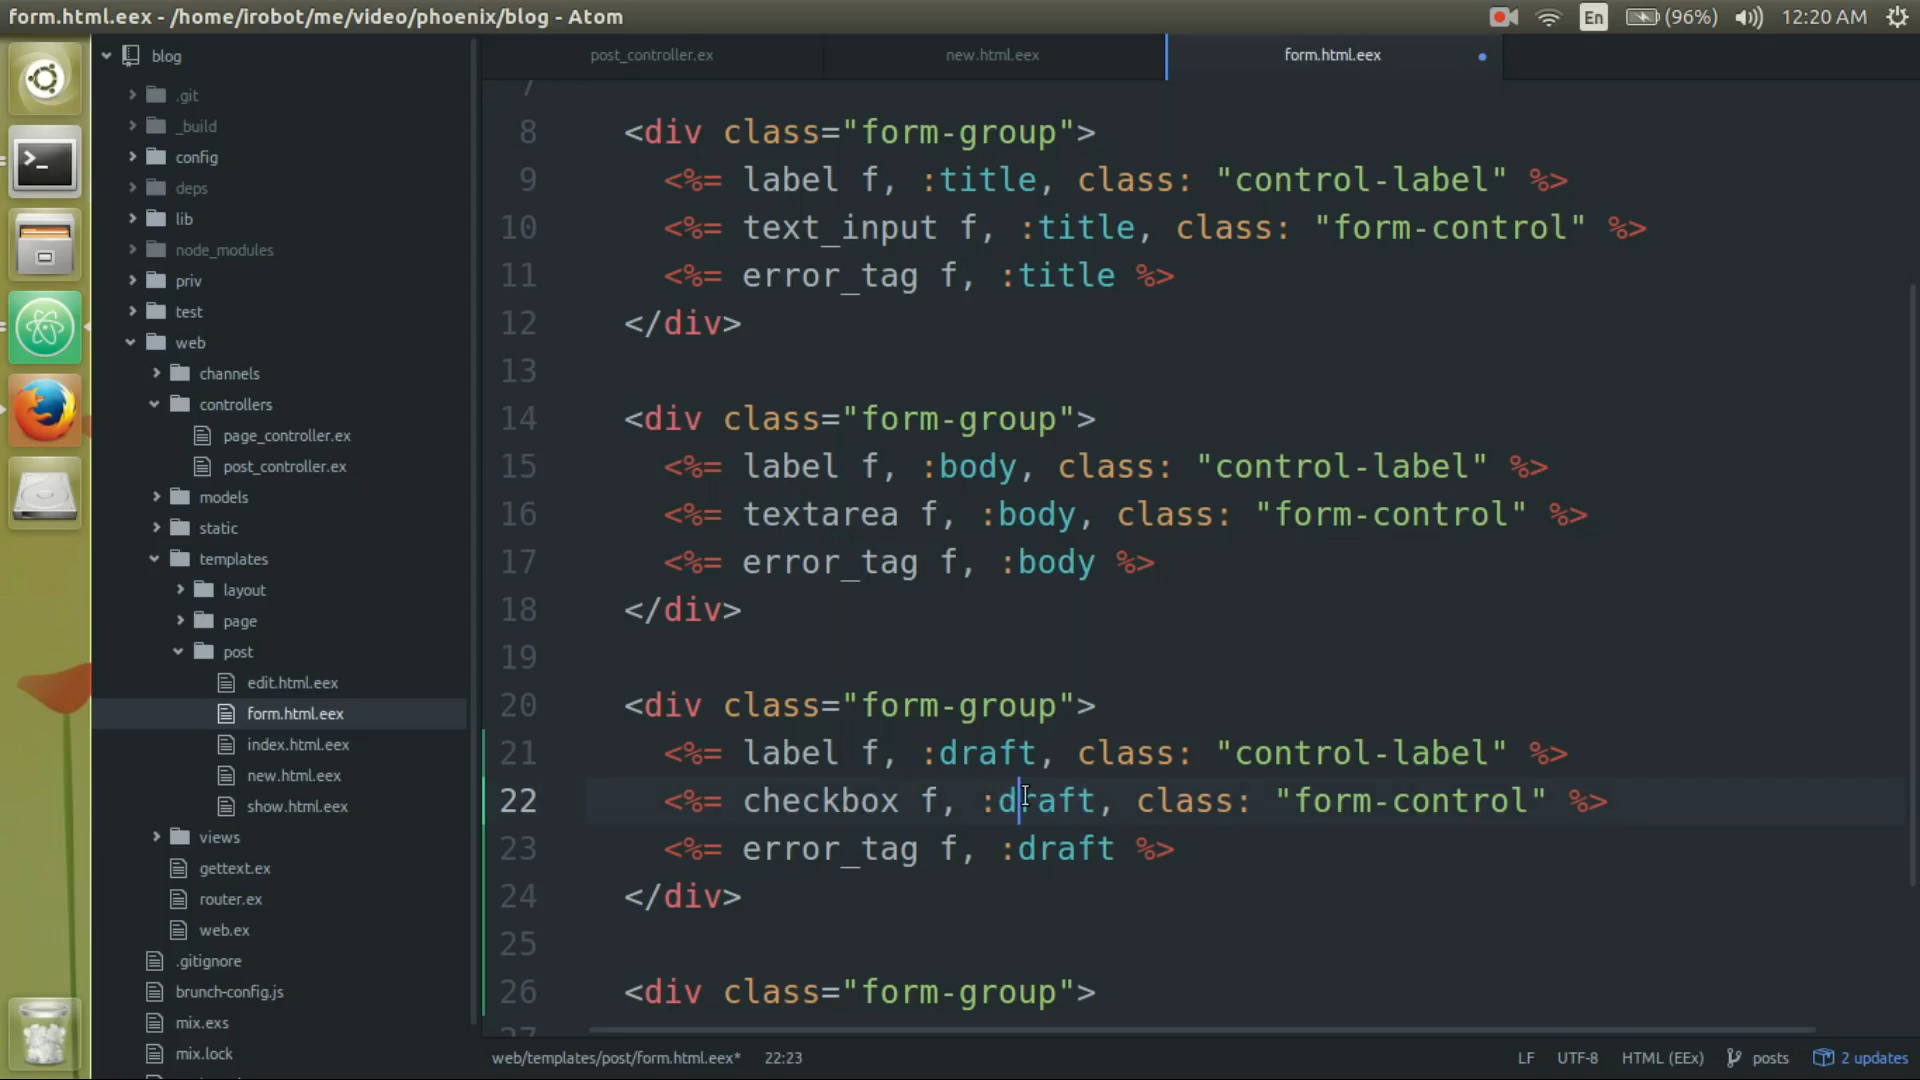 form.html.eex - /home/irobot/me/video/phoenix/blog - Atom
En
(96%)
12:20 AM
blog
.git
_build
config
deps
lib
node_modules
priv
test
web
channels
controllers
page_controller.ex
post_controller.ex
models
static
templates
layout
page
post
edit.html.eex
form.html.eex
index.html.eex
new.html.eex
show.html.eex
views
gettext.ex
router.ex
web.ex
.gitignore
brunch-config.js
mix.exs
mix.lock
post_controller.ex
new.html.eex
form.html.eex
7
8 <div class="form-group">
9 <%= label f, :title, class: "control-label" %>
10 <%= text_input f, :title, class: "form-control" %>
11 <%= error_tag f, :title %>
12 </div>
13
14 <div class="form-group">
15 <%= label f, :body, class: "control-label" %>
16 <%= textarea f, :body, class: "form-control" %>
17 <%= error_tag f, :body %>
18 </div>
19
20 <div class="form-group">
21 <%= label f, :draft, class: "control-label" %>
22 <%= checkbox f, :draft, class: "form-control" %>
23 <%= error_tag f, :draft %>
24 </div>
25
26 <div class="form-group">
27
web/templates/post/form.html.eex* 22:23
LF UTF-8 HTML (EEx) posts 2 updates